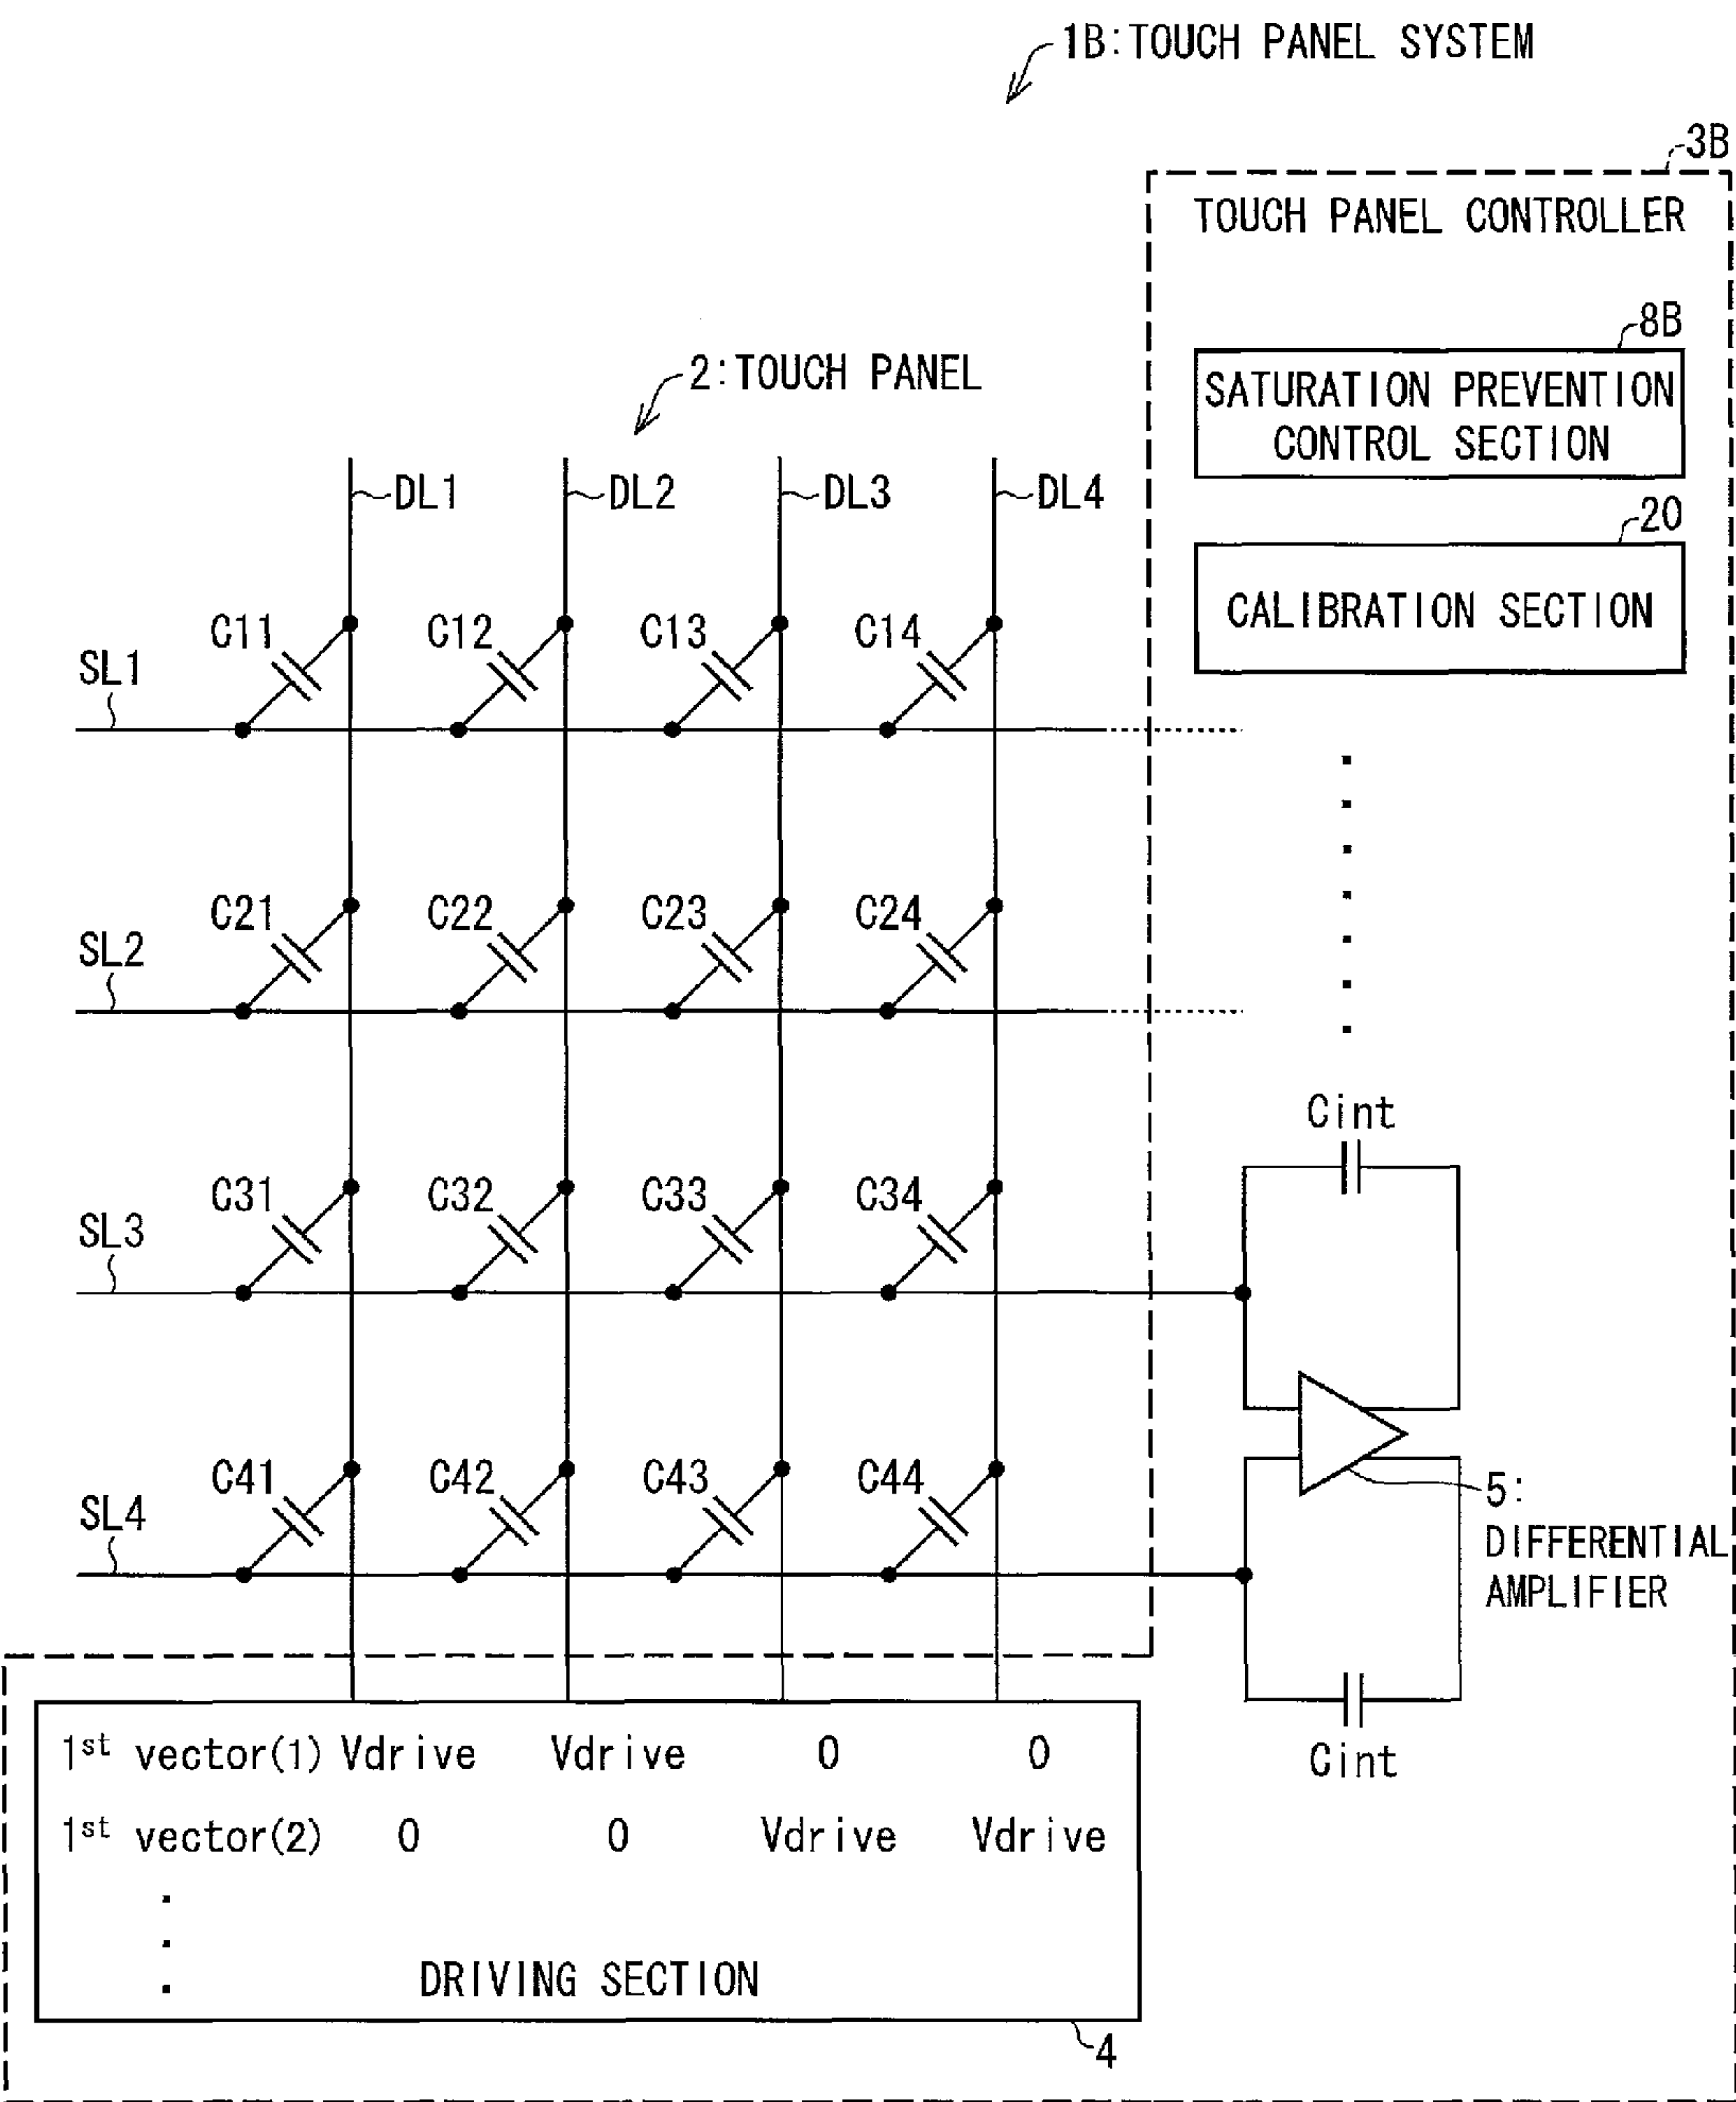 1B:TOUCH PANEL SYSTEM
3B
TOUCH PANEL CONTROLLER
8B
SATURATION PREVENTION
CONTROL SECTION
2:TOUCH PANEL
20
CALIBRATION SECTION
DL1 DL2 DL3 DL4
C11 C12 C13 C14
SL1
C21 C22 C23 C24
SL2
Cint
C31 C32 C33 C34
SL3
C41 C42 C43 C44
SL4
5:
DIFFERENTIAL
AMPLIFIER
1st vector(1) Vdrive Vdrive 0 0
Cint
1st vector(2) 0 0 Vdrive Vdrive
DRIVING SECTION
4